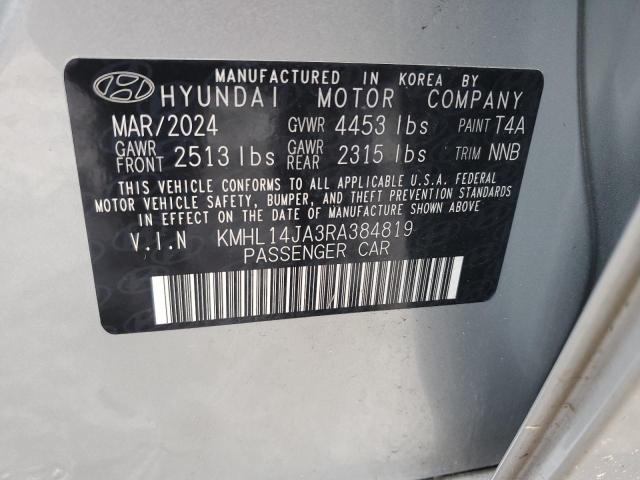 MANUFACTURED IN KOREA BY
HYUNDAI MOTOR COMPANY
MAR/2024 GVWR 4453 lbs PAINT T4A
GAWR FRONT 2513 lbs GAWR REAR 2315 lbs TRIM NNB
THIS VEHICLE CONFORMS TO ALL APPLICABLE U.S.A. FEDERAL
MOTOR VEHICLE SAFETY, BUMPER, AND THEFT PREVENTION STANDARDS
IN EFFECT ON THE DATE OF MANUFACTURE SHOWN ABOVE.
V.I.N KMHL14JA3RA384819
PASSENGER CAR